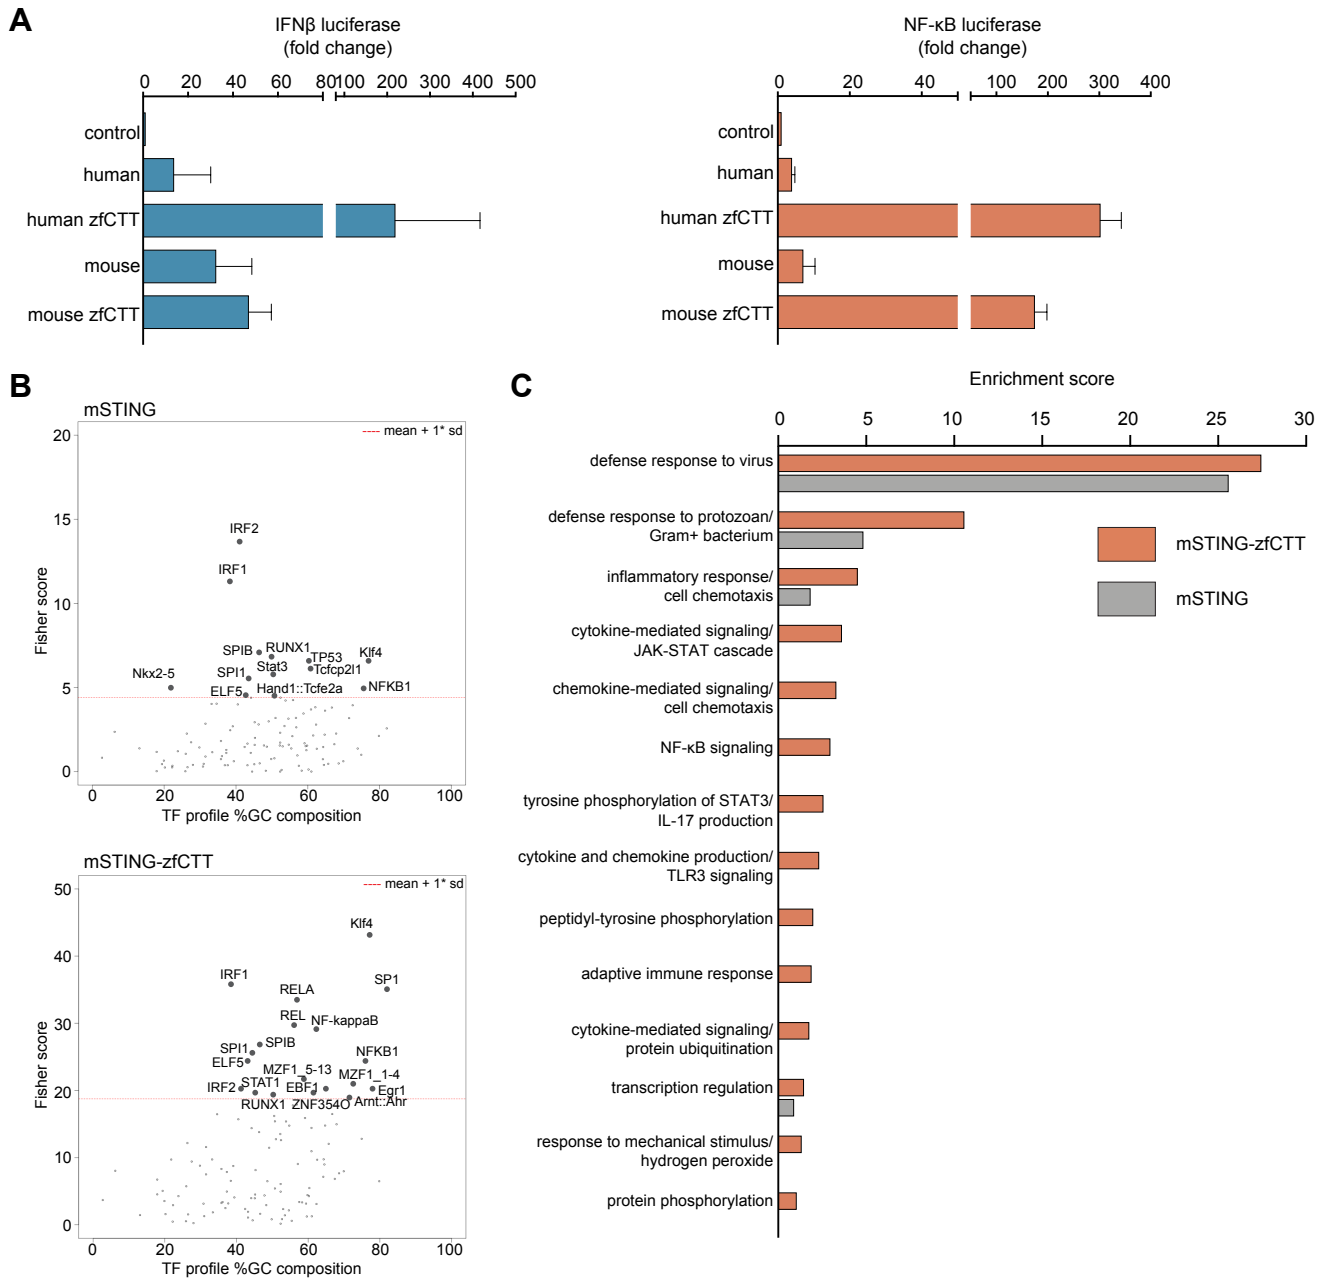 A
IFNβ luciferase
(fold change)
0 20 40 60 80 100 200 300 400 500
control
human
human zfCTT
mouse
mouse zfCTT
NF-κB luciferase
(fold change)
0 20 40 100 200 300 400
control
human
human zfCTT
mouse
mouse zfCTT
B
mSTING
---- mean + 1* sd
Fisher score
20
15
10
5
0
IRF2
IRF1
SPIB
RUNX1
TP53
Klf4
Stat3
Tcfcp2l1
Nkx2-5
SPI1
ELF5
Hand1::Tcfe2a
NFKB1
0 20 40 60 80 100
TF profile %GC composition
mSTING-zfCTT
---- mean + 1* sd
Fisher score
50
40
30
20
10
0
Klf4
IRF1
SP1
RELA
REL
NF-kappaB
SPI1
SPIB
ELF5
NFKB1
MZF1_5-13
MZF1_1-4
IRF2
STAT1
EBF1
Egr1
RUNX1
ZNF354C
Arnt::Ahr
0 20 40 60 80 100
TF profile %GC composition
C
Enrichment score
0 5 10 15 20 25 30
defense response to virus
defense response to protozoan/
Gram+ bacterium
inflammatory response/
cell chemotaxis
cytokine-mediated signaling/
JAK-STAT cascade
chemokine-mediated signaling/
cell chemotaxis
NF-κB signaling
tyrosine phosphorylation of STAT3/
IL-17 production
cytokine and chemokine production/
TLR3 signaling
peptidyl-tyrosine phosphorylation
adaptive immune response
cytokine-mediated signaling/
protein ubiquitination
transcription regulation
response to mechanical stimulus/
hydrogen peroxide
protein phosphorylation
mSTING-zfCTT
mSTING